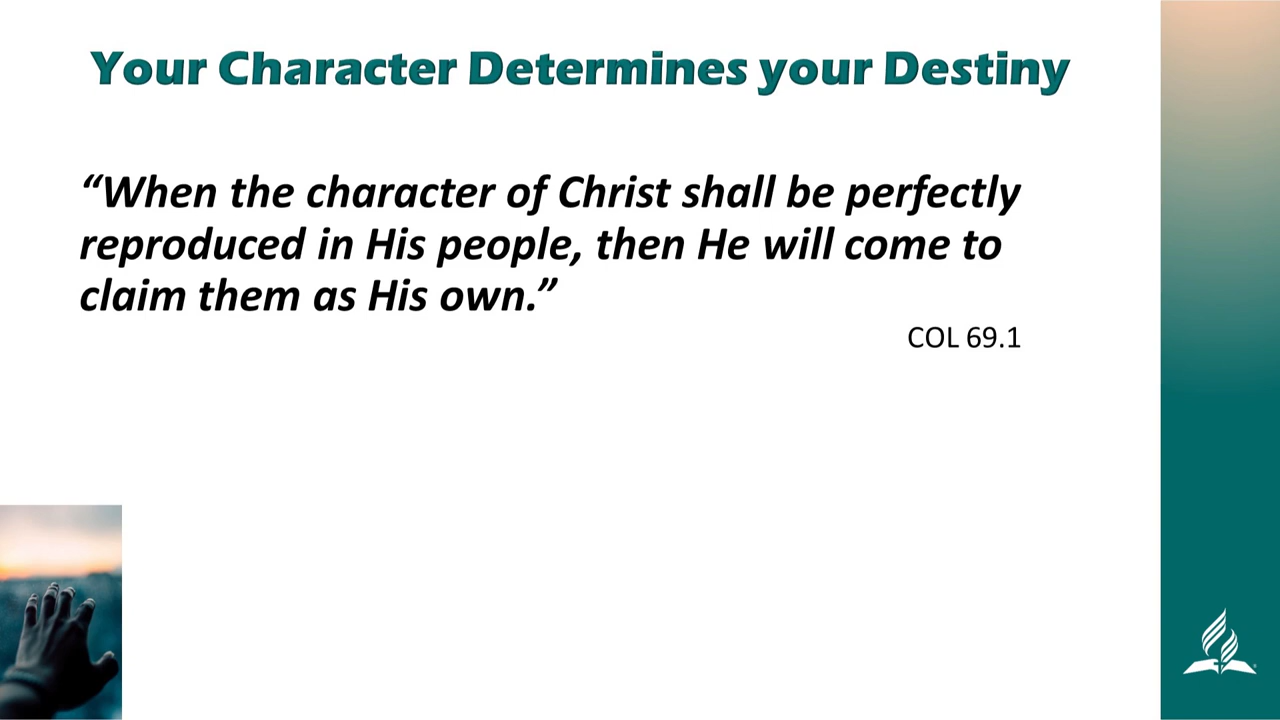 Your Character Determines your Destiny
“When the character of Christ shall be perfectly
reproduced in His people, then He will come to
claim them as His own.”
COL 69.1